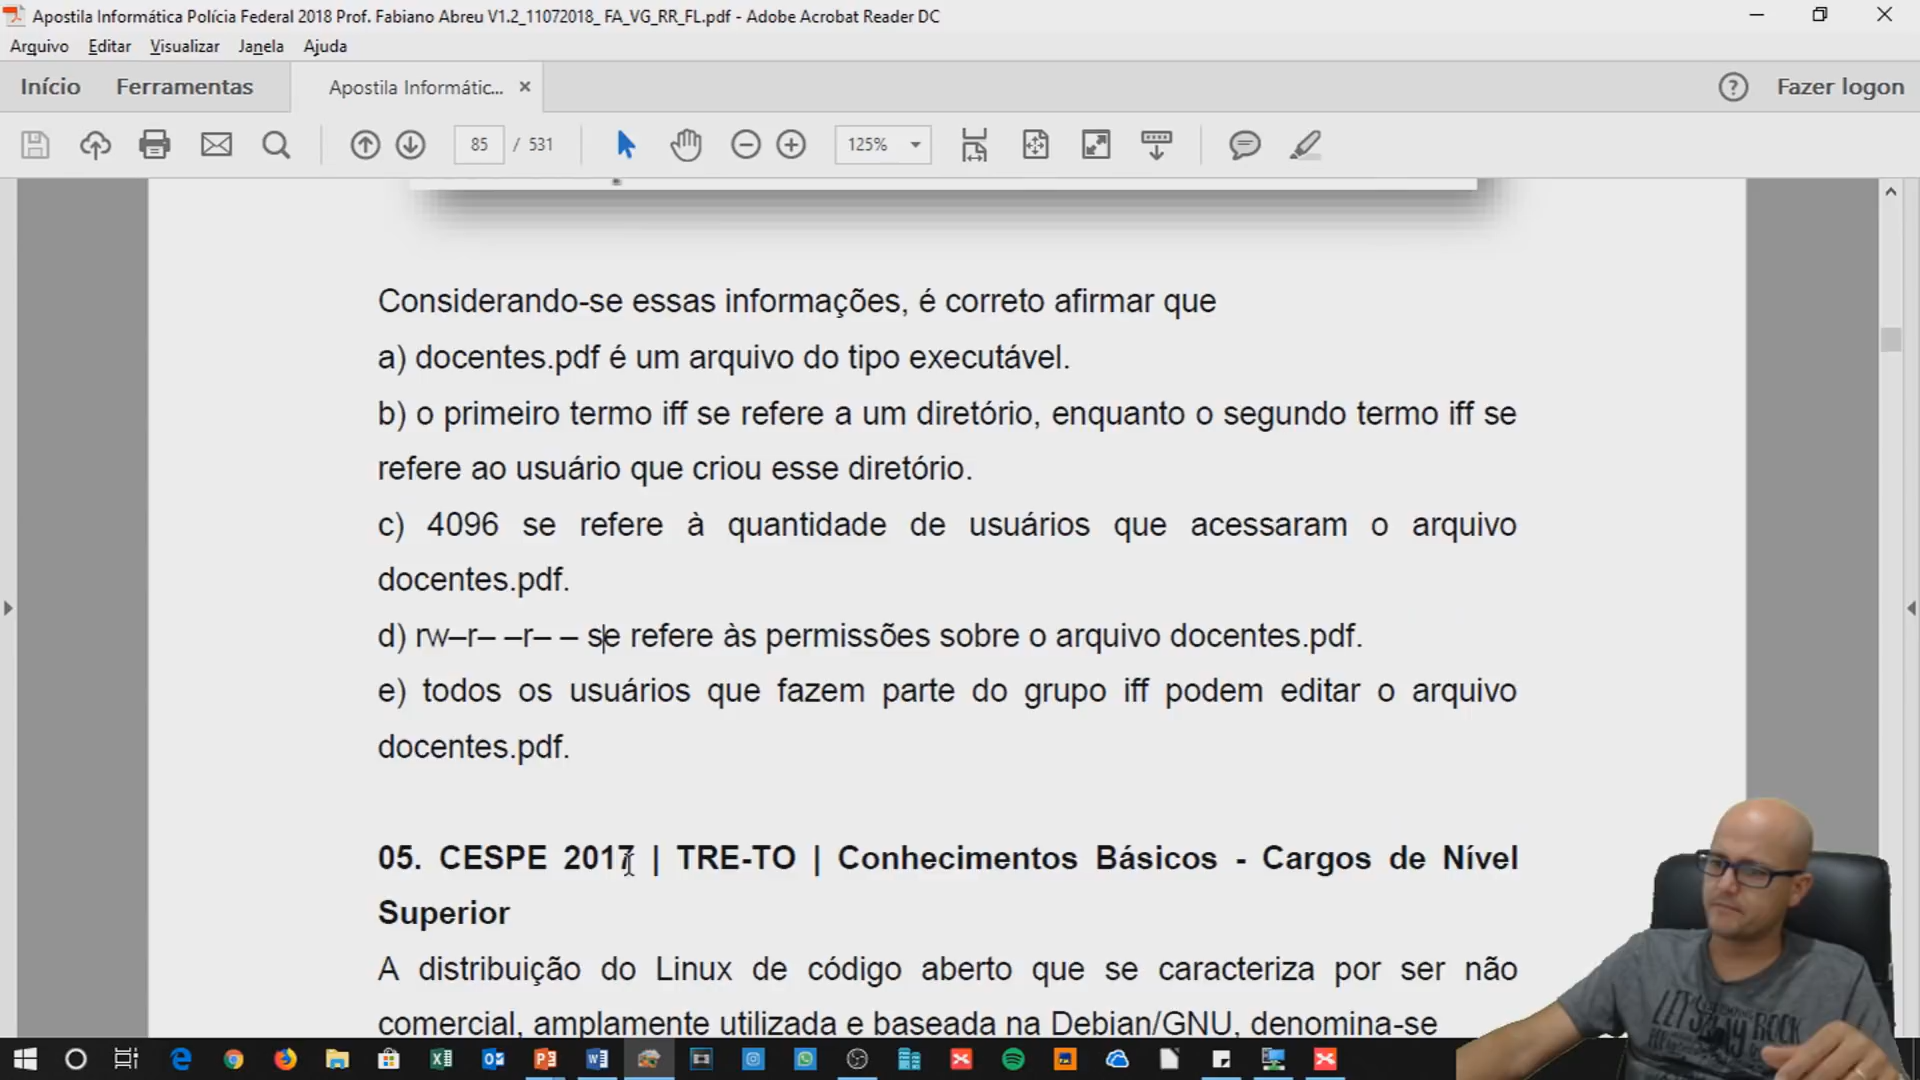 Apostila Informática Polícia Federal 2018 Prof. Fabiano Abreu V1.2_11072018_ FA_VG_RR_FL.pdf - Adobe Acrobat Reader DC
Arquivo Editar Visualizar Janela Ajuda
Início Ferramentas Apostila Informátic... × Fazer logon
85 / 531 125%
Considerando-se essas informações, é correto afirmar que
a) docentes.pdf é um arquivo do tipo executável.
b) o primeiro termo iff se refere a um diretório, enquanto o segundo termo iff se
refere ao usuário que criou esse diretório.
c) 4096 se refere à quantidade de usuários que acessaram o arquivo
docentes.pdf.
d) rw–r– –r– – se refere às permissões sobre o arquivo docentes.pdf.
e) todos os usuários que fazem parte do grupo iff podem editar o arquivo
docentes.pdf.
05. CESPE 2017 | TRE-TO | Conhecimentos Básicos - Cargos de Nível
Superior
A distribuição do Linux de código aberto que se caracteriza por ser não
comercial, amplamente utilizada e baseada na Debian/GNU, denomina-se